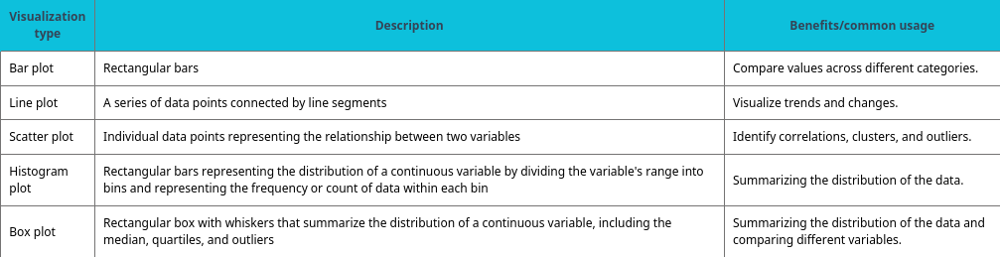 Visualization type
Description
Benefits/common usage
Bar plot
Rectangular bars
Compare values across different categories.
Line plot
A series of data points connected by line segments
Visualize trends and changes.
Scatter plot
Individual data points representing the relationship between two variables
Identify correlations, clusters, and outliers.
Histogram
plot
Rectangular bars representing the distribution of a continuous variable by dividing the variable's range into
bins and representing the frequency or count of data within each bin
Summarizing the distribution of the data.
Box plot
Rectangular box with whiskers that summarize the distribution of a continuous variable, including the
median, quartiles, and outliers
Summarizing the distribution of the data and
comparing different variables.